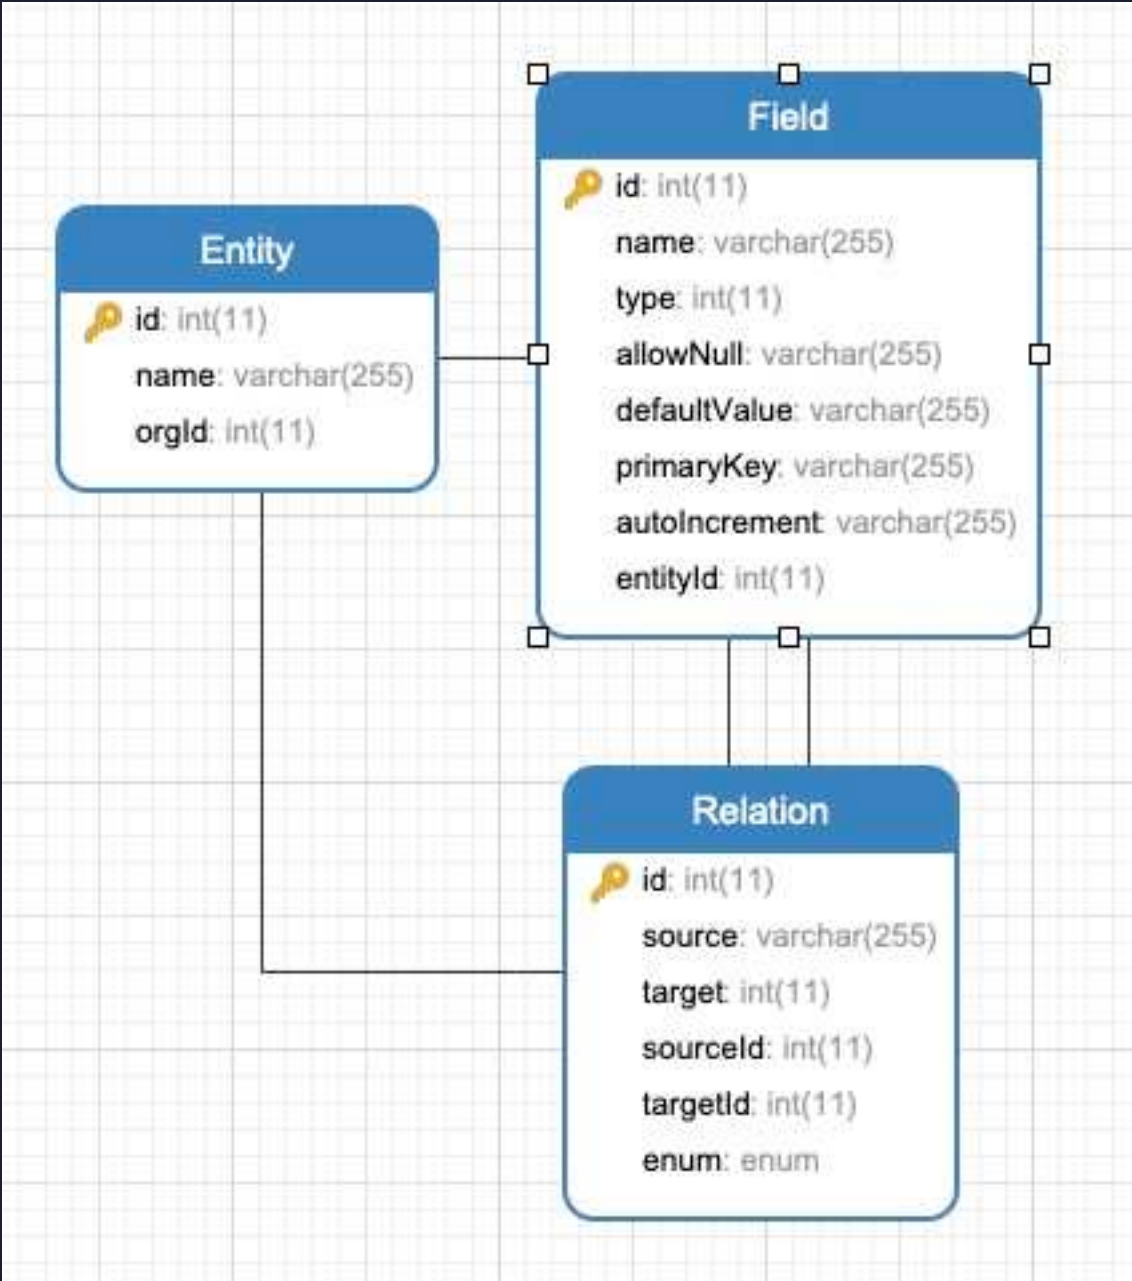 Field
id: int(11)
name: varchar(255)
type: int(11)
allowNull: varchar(255)
defaultValue: varchar(255)
primaryKey: varchar(255)
autoIncrement: varchar(255)
entityId: int(11)
Entity
id: int(11)
name: varchar(255)
orgId: int(11)
Relation
id: int(11)
source: varchar(255)
target: int(11)
sourceId: int(11)
targetId: int(11)
enum: enum